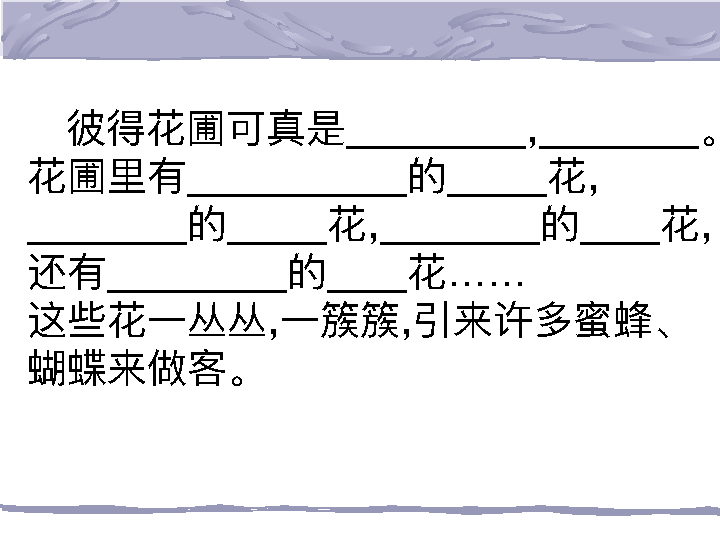 彼得花圃可真是_________,________。
花圃里有___________的_____花,
________的_____花,________的____花,
还有_________的____花……
这些花一丛丛,一簇簇,引来许多蜜蜂、
蝴蝶来做客。